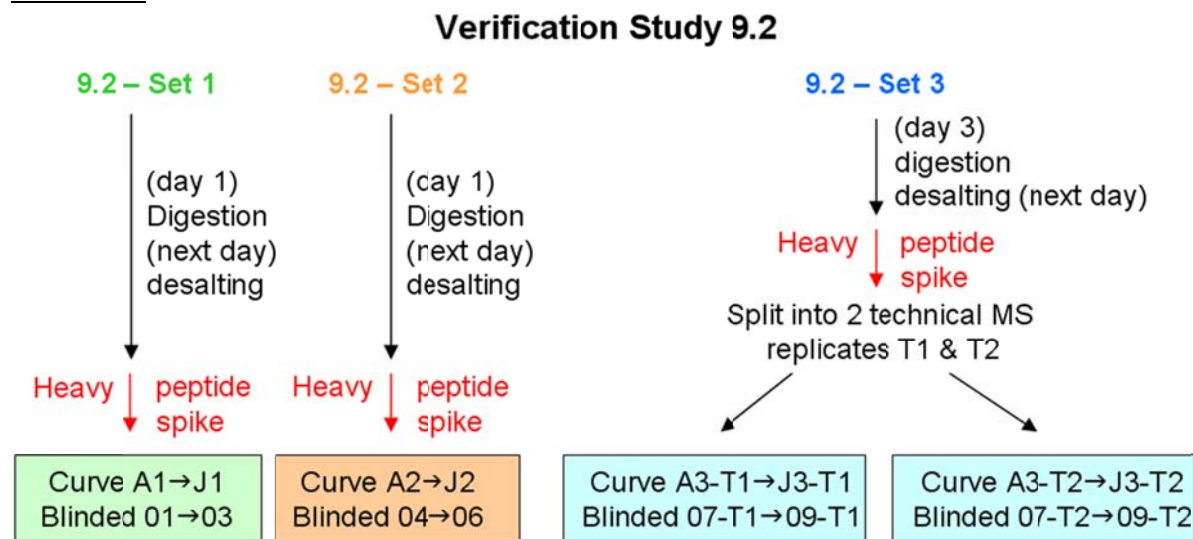 Verification Study 9.2
9.2 – Set 1
(day 1)
Digestion
(next day)
desalting
Heavy peptide
spike
Curve A1→J1
Blinded 01→03
9.2 – Set 2
(day 1)
Digestion
(next day)
desalting
Heavy peptide
spike
Curve A2→J2
Blinded 04→06
9.2 – Set 3
(day 3)
digestion
desalting (next day)
Heavy peptide
spike
Split into 2 technical MS
replicates T1 & T2
Curve A3-T1→J3-T1
Blinded 07-T1→09-T1
Curve A3-T2→J3-T2
Blinded 07-T2→09-T2